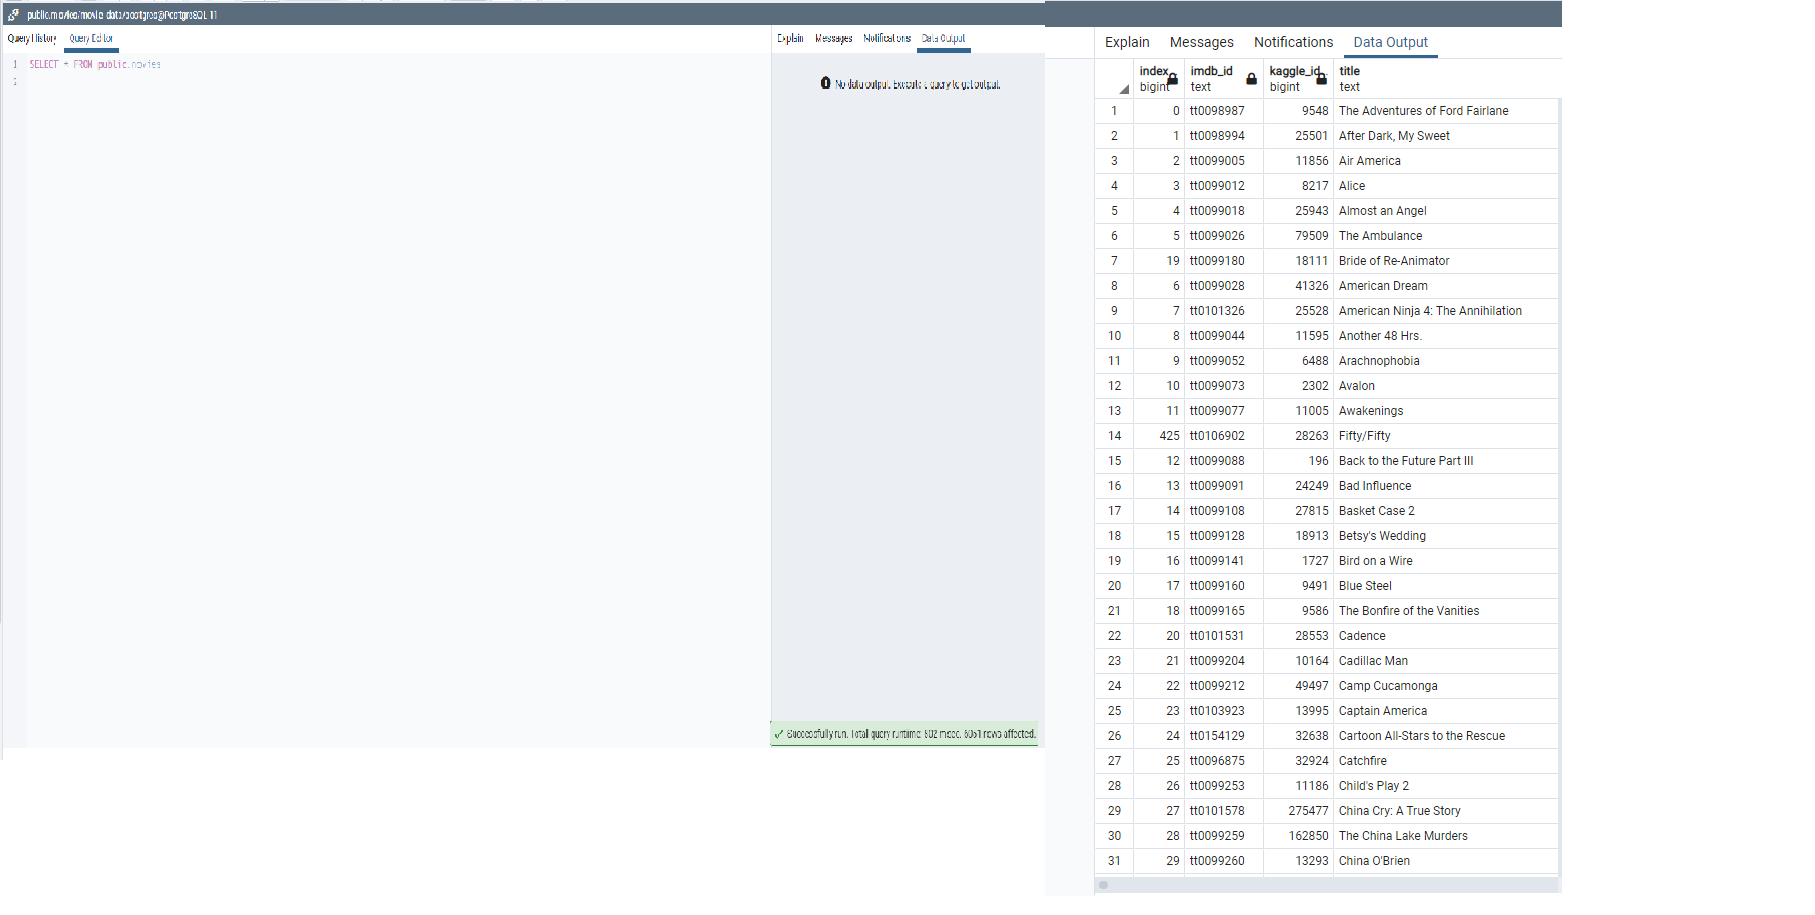 public.movies/movie_data/postgres@PostgreSQL 11
Query History Query Editor
1 SELECT * FROM public.movies
2
Explain Messages Notifications Data Output
No data output. Execute a query to get output.
Successfully run. Total query runtime: 802 msec. 6051 rows affected.
Explain Messages Notifications Data Output
index imdb_id kaggle_id title
bigint text bigint text
1 0 tt0098987 9548 The Adventures of Ford Fairlane
2 1 tt0098994 25501 After Dark, My Sweet
3 2 tt0099005 11856 Air America
4 3 tt0099012 8217 Alice
5 4 tt0099018 25943 Almost an Angel
6 5 tt0099026 79509 The Ambulance
7 19 tt0099180 18111 Bride of Re-Animator
8 6 tt0099028 41326 American Dream
9 7 tt0101326 25528 American Ninja 4: The Annihilation
10 8 tt0099044 11595 Another 48 Hrs.
11 9 tt0099052 6488 Arachnophobia
12 10 tt0099073 2302 Avalon
13 11 tt0099077 11005 Awakenings
14 425 tt0106902 28263 Fifty/Fifty
15 12 tt0099088 196 Back to the Future Part III
16 13 tt0099091 24249 Bad Influence
17 14 tt0099108 27815 Basket Case 2
18 15 tt0099128 18913 Betsy's Wedding
19 16 tt0099141 1727 Bird on a Wire
20 17 tt0099160 9491 Blue Steel
21 18 tt0099165 9586 The Bonfire of the Vanities
22 20 tt0101531 28553 Cadence
23 21 tt0099204 10164 Cadillac Man
24 22 tt0099212 49497 Camp Cucamonga
25 23 tt0103923 13995 Captain America
26 24 tt0154129 32638 Cartoon All-Stars to the Rescue
27 25 tt0096875 32924 Catchfire
28 26 tt0099253 11186 Child's Play 2
29 27 tt0101578 275477 China Cry: A True Story
30 28 tt0099259 162850 The China Lake Murders
31 29 tt0099260 13293 China O'Brien